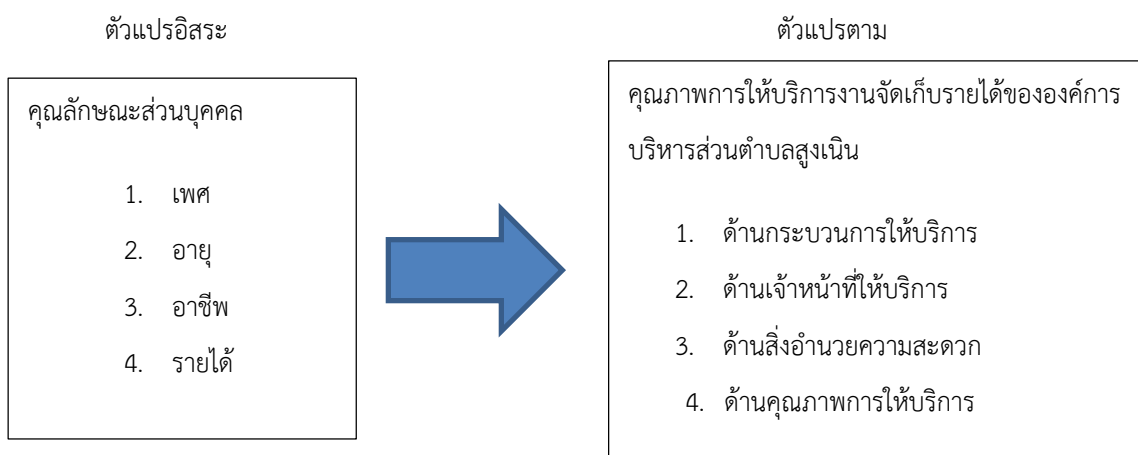 ตัวแปรอิสระ
คุณลักษณะส่วนบุคคล
1. เพศ
2. อายุ
3. อาชีพ
4. รายได้
ตัวแปรตาม
คุณภาพการให้บริการงานจัดเก็บรายได้ขององค์การ
บริหารส่วนตำบลสูงเนิน
1. ด้านกระบวนการให้บริการ
2. ด้านเจ้าหน้าที่ให้บริการ
3. ด้านสิ่งอำนวยความสะดวก
4. ด้านคุณภาพการให้บริการ